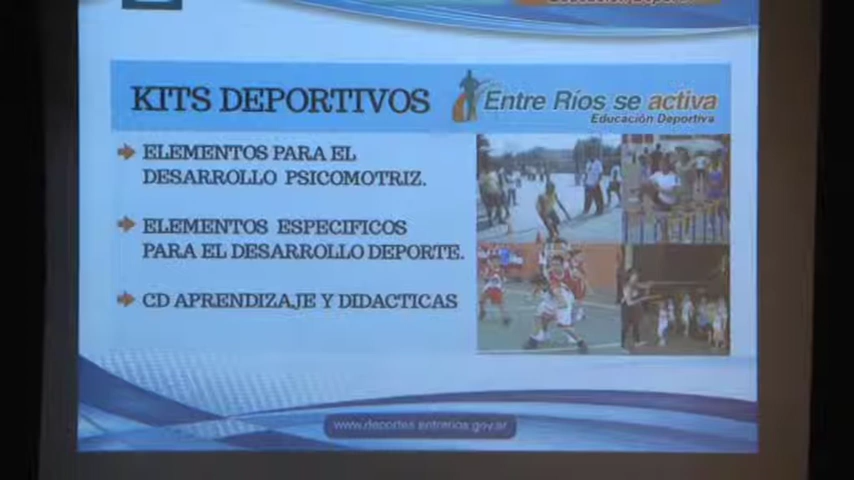 KITS DEPORTIVOS
Entre Ríos se activa
Educación Deportiva
ELEMENTOS PARA EL
DESARROLLO PSICOMOTRIZ.
ELEMENTOS ESPECIFICOS
PARA EL DESARROLLO DEPORTE.
CD APRENDIZAJE Y DIDACTICAS
www.deportes.entrerios.gov.ar